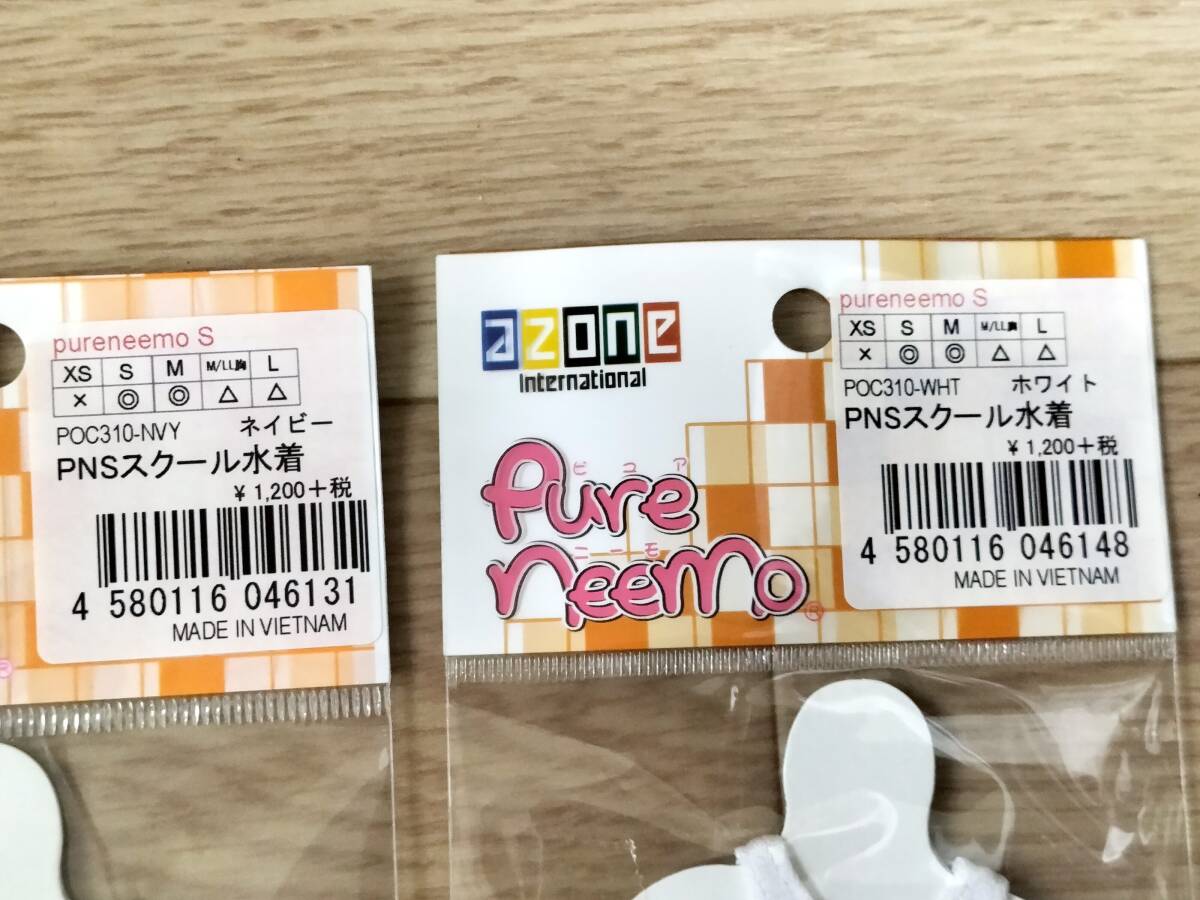 pureneemo S
XS S M M/LL胸 L
× ◎ ◎ △ △
POC310-NVY ネイビー
PNSスクール水着
¥ 1,200+税
4 580116 046131
MADE IN VIETNAM
®
azone
International
ピュア
Pure
ニーモ
neemo®
pureneemo S
XS S M M/LL胸 L
× ◎ ◎ △ △
POC310-WHT ホワイト
PNSスクール水着
¥ 1,200+税
4 580116 046148
MADE IN VIETNAM